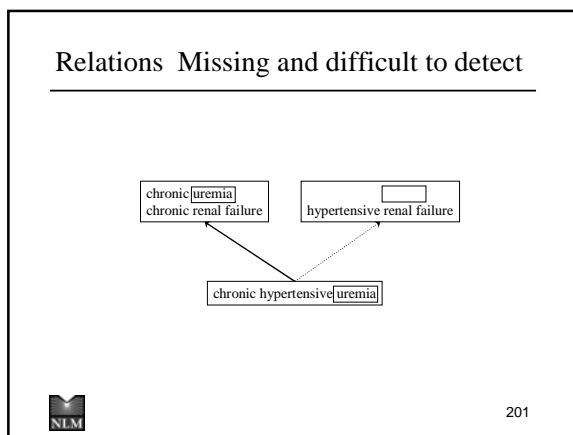 Relations Missing and difficult to detect
chronic uremia
chronic renal failure
hypertensive renal failure
chronic hypertensive uremia
NLM
201